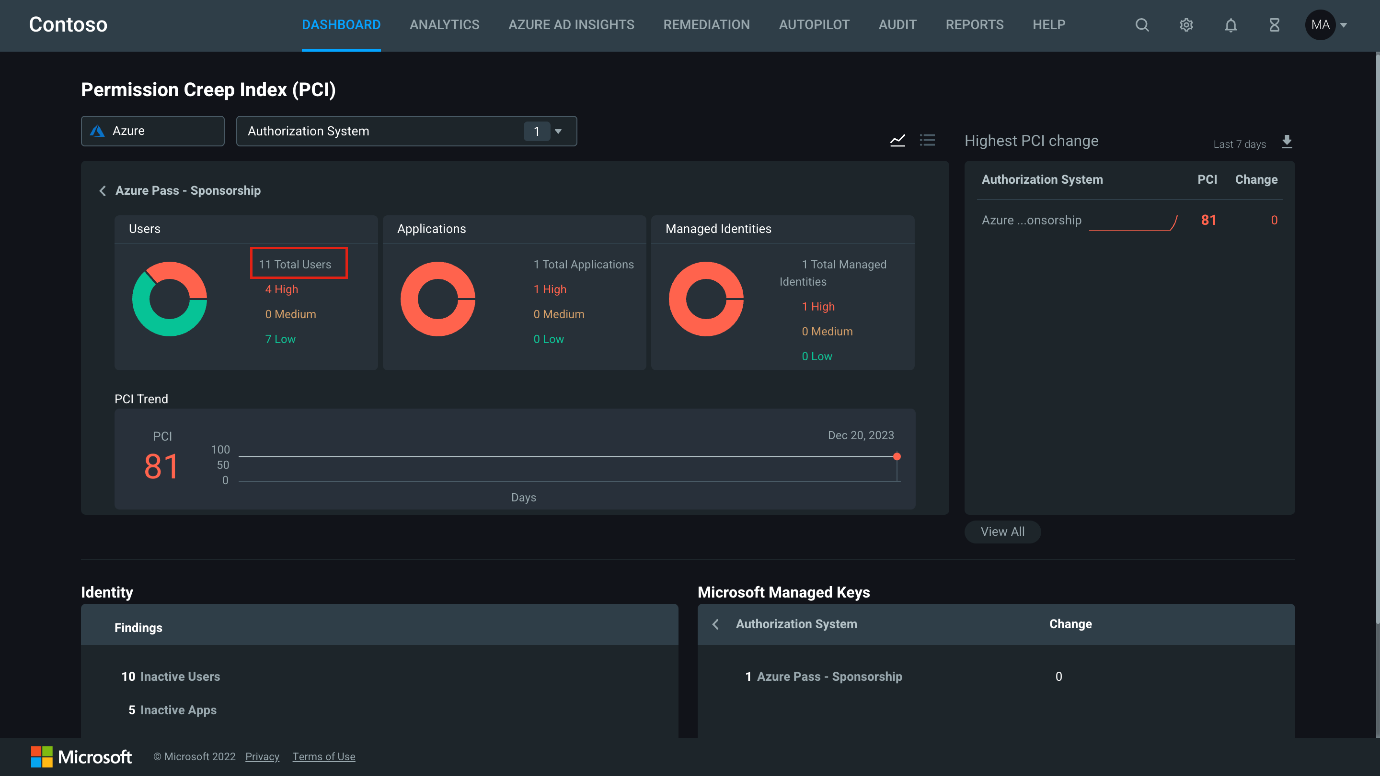 Contoso
DASHBOARD
ANALYTICS
AZURE AD INSIGHTS
REMEDIATION
AUTOPILOT
AUDIT
REPORTS
HELP
MA
Permission Creep Index (PCI)
Azure
Authorization System 1
Highest PCI change
Last 7 days
Azure Pass - Sponsorship
Users
11 Total Users
4 High
0 Medium
7 Low
Applications
1 Total Applications
1 High
0 Medium
0 Low
Managed Identities
1 Total Managed
Identities
1 High
0 Medium
0 Low
Authorization System PCI Change
Azure ...onsorship 81 0
PCI Trend
PCI
81
Dec 20, 2023
100
50
0
Days
View All
Identity
Findings
10 Inactive Users
5 Inactive Apps
Microsoft Managed Keys
Authorization System Change
1 Azure Pass - Sponsorship 0
Microsoft
© Microsoft 2022 Privacy Terms of Use